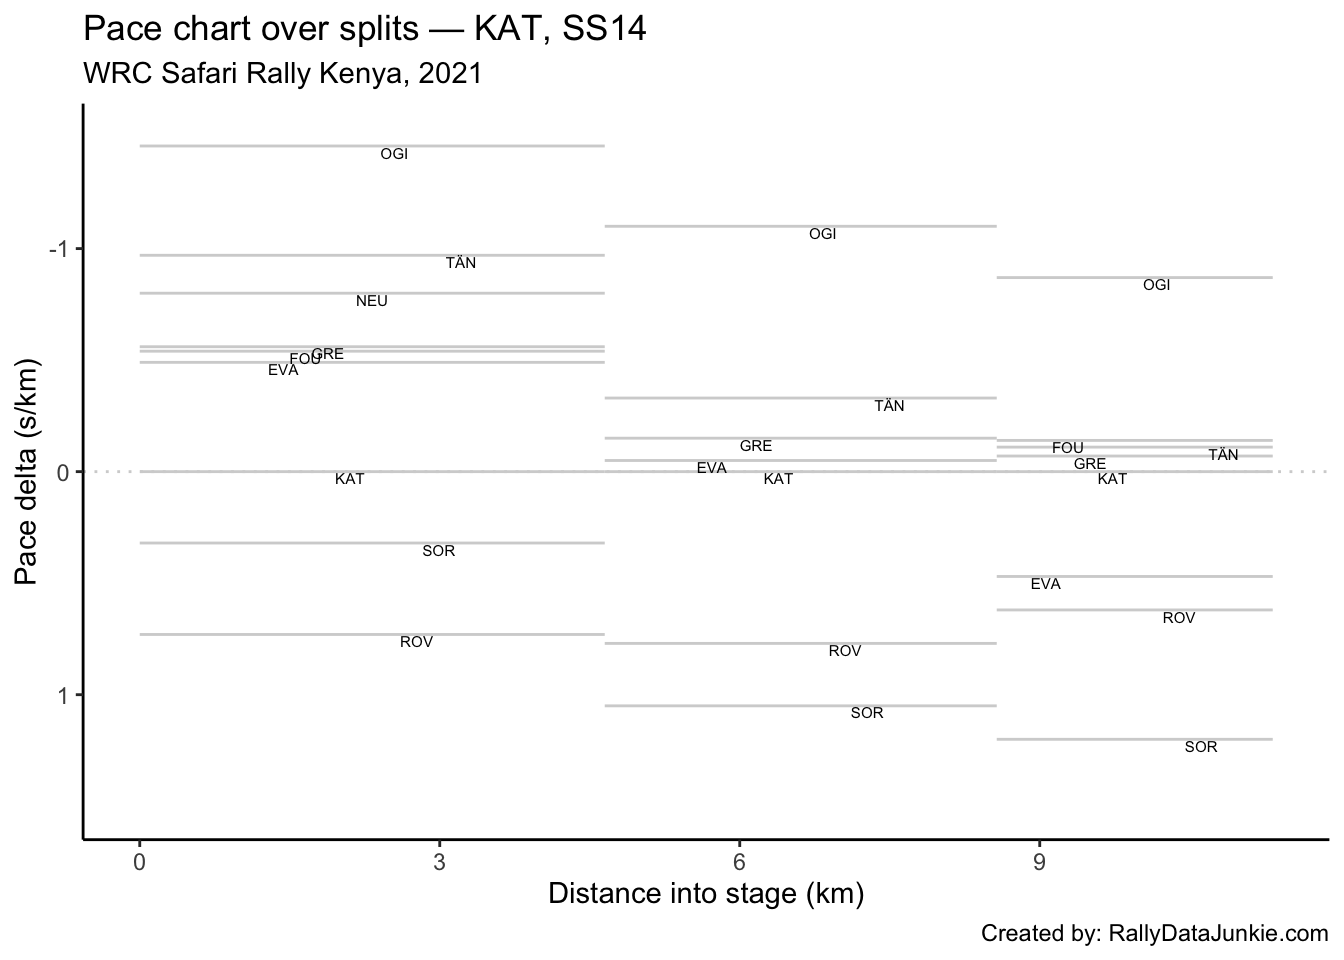 Pace chart over splits — KAT, SS14
WRC Safari Rally Kenya, 2021
OGI
TÄN
NEU
GRE
FOU
EVA
KAT
SOR
ROV
OGI
TÄN
GRE
EVA
KAT
ROV
SOR
OGI
FOU
TÄN
GRE
KAT
EVA
ROV
SOR
-1
0
1
Pace delta (s/km)
0 3 6 9
Distance into stage (km)
Created by: RallyDataJunkie.com